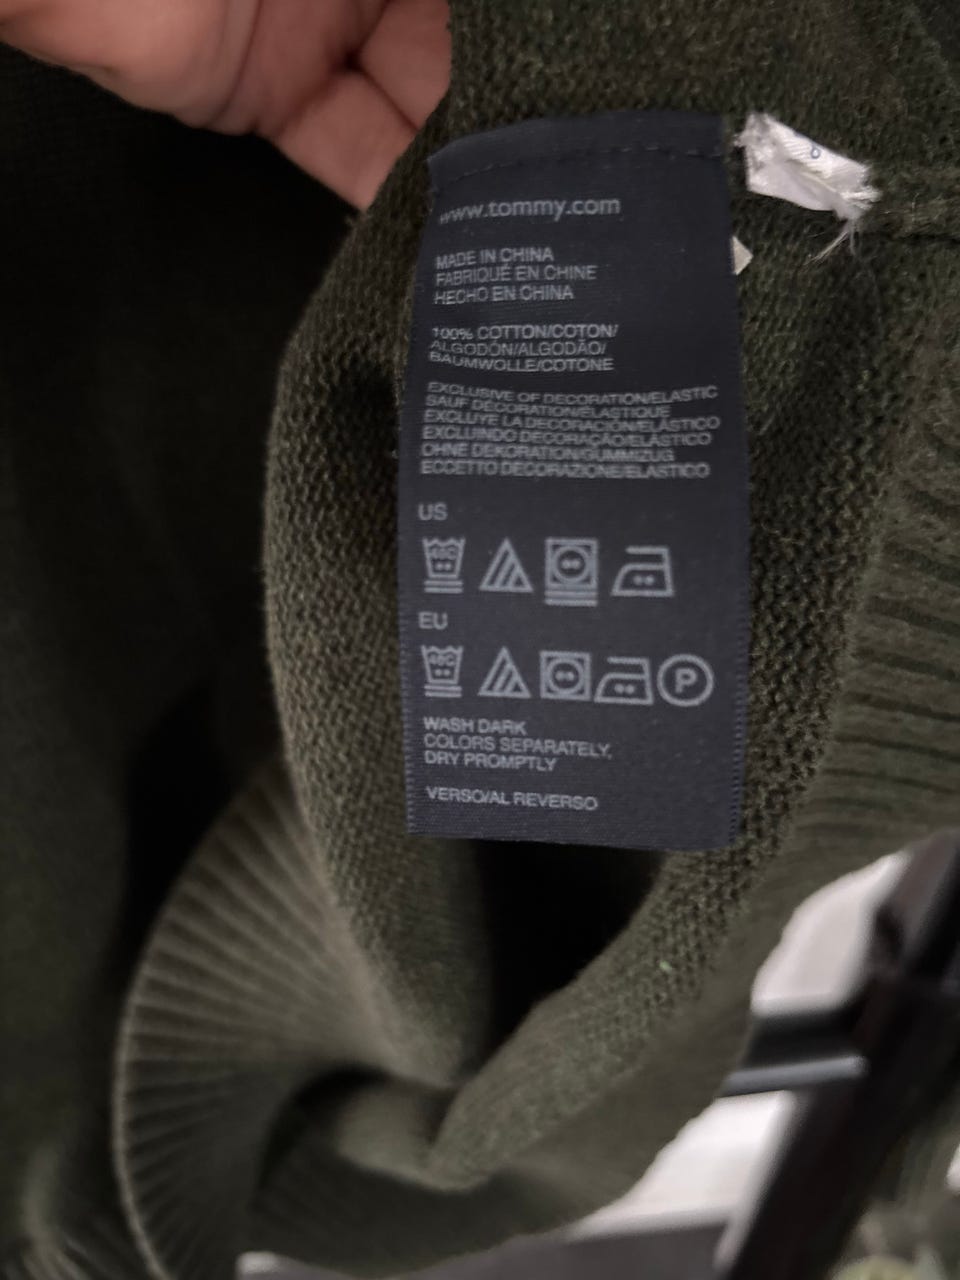 www.tommy.com
MADE IN CHINA
FABRIQUÉ EN CHINE
HECHO EN CHINA
100% COTTON/COTON/
ALGODÓN/ALGODÃO/
BAUMWOLLE/COTONE
EXCLUSIVE OF DECORATION/ELASTIC
SAUF DÉCORATION/ÉLASTIQUE
EXCLUYE LA DECORACIÓN/ELÁSTICO
EXCLUINDO DECORAÇÃO/ELÁSTICO
OHNE DEKORATION/GUMMIZUG
ECCETTO DECORAZIONE/ELASTICO
US
40C
EU
40C
P
WASH DARK
COLORS SEPARATELY,
DRY PROMPTLY
VERSO/AL REVERSO